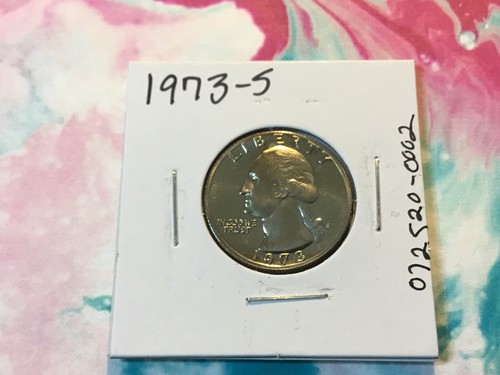 1973-S
LIBERTY
IN GOD WE
TRUST
1973
072520-0002